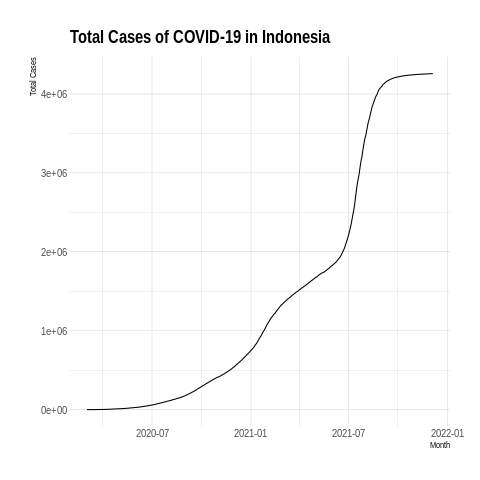 Total Cases of COVID-19 in Indonesia
Total Cases
4e+06
3e+06
2e+06
1e+06
0e+00
2020-07
2021-01
2021-07
2022-01
Month